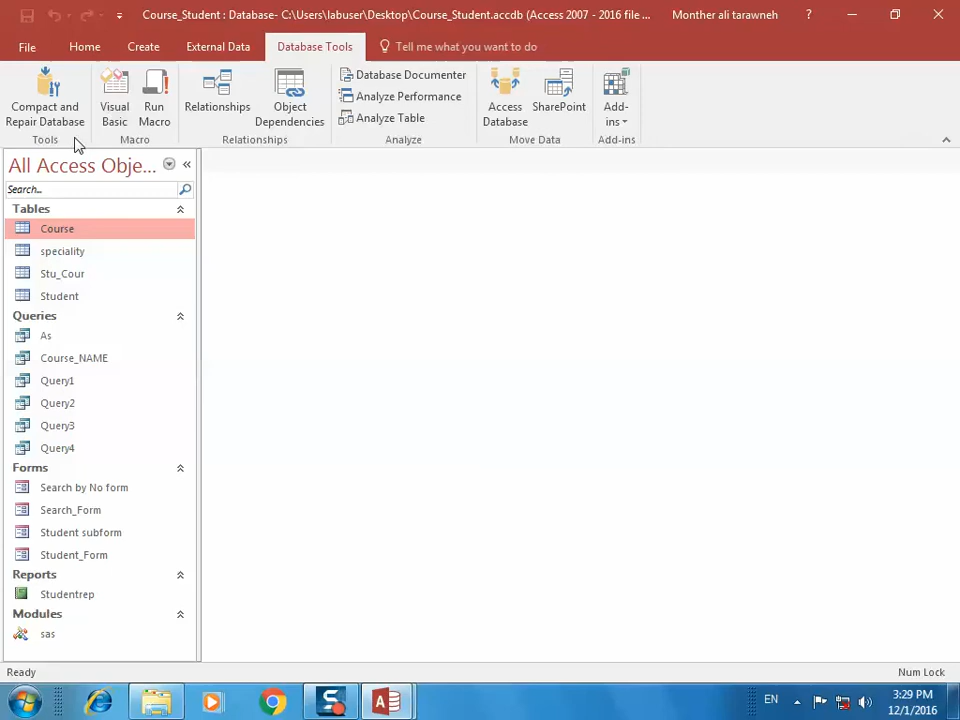 Course_Student : Database- C:\Users\labuser\Desktop\Course_Student.accdb (Access 2007 - 2016 file ...
Monther ali tarawneh
?
File
Home
Create
External Data
Database Tools
Tell me what you want to do
Compact and
Repair Database
Visual
Basic
Run
Macro
Relationships
Object
Dependencies
Database Documenter
Analyze Performance
Analyze Table
Access
Database
SharePoint
Add-
ins
Tools
Macro
Relationships
Analyze
Move Data
Add-ins
All Access Obje...
Search...
Tables
Course
speciality
Stu_Cour
Student
Queries
As
Course_NAME
Query1
Query2
Query3
Query4
Forms
Search by No form
Search_Form
Student subform
Student_Form
Reports
Studentrep
Modules
sas
Ready
Num Lock
EN
3:29 PM
12/1/2016